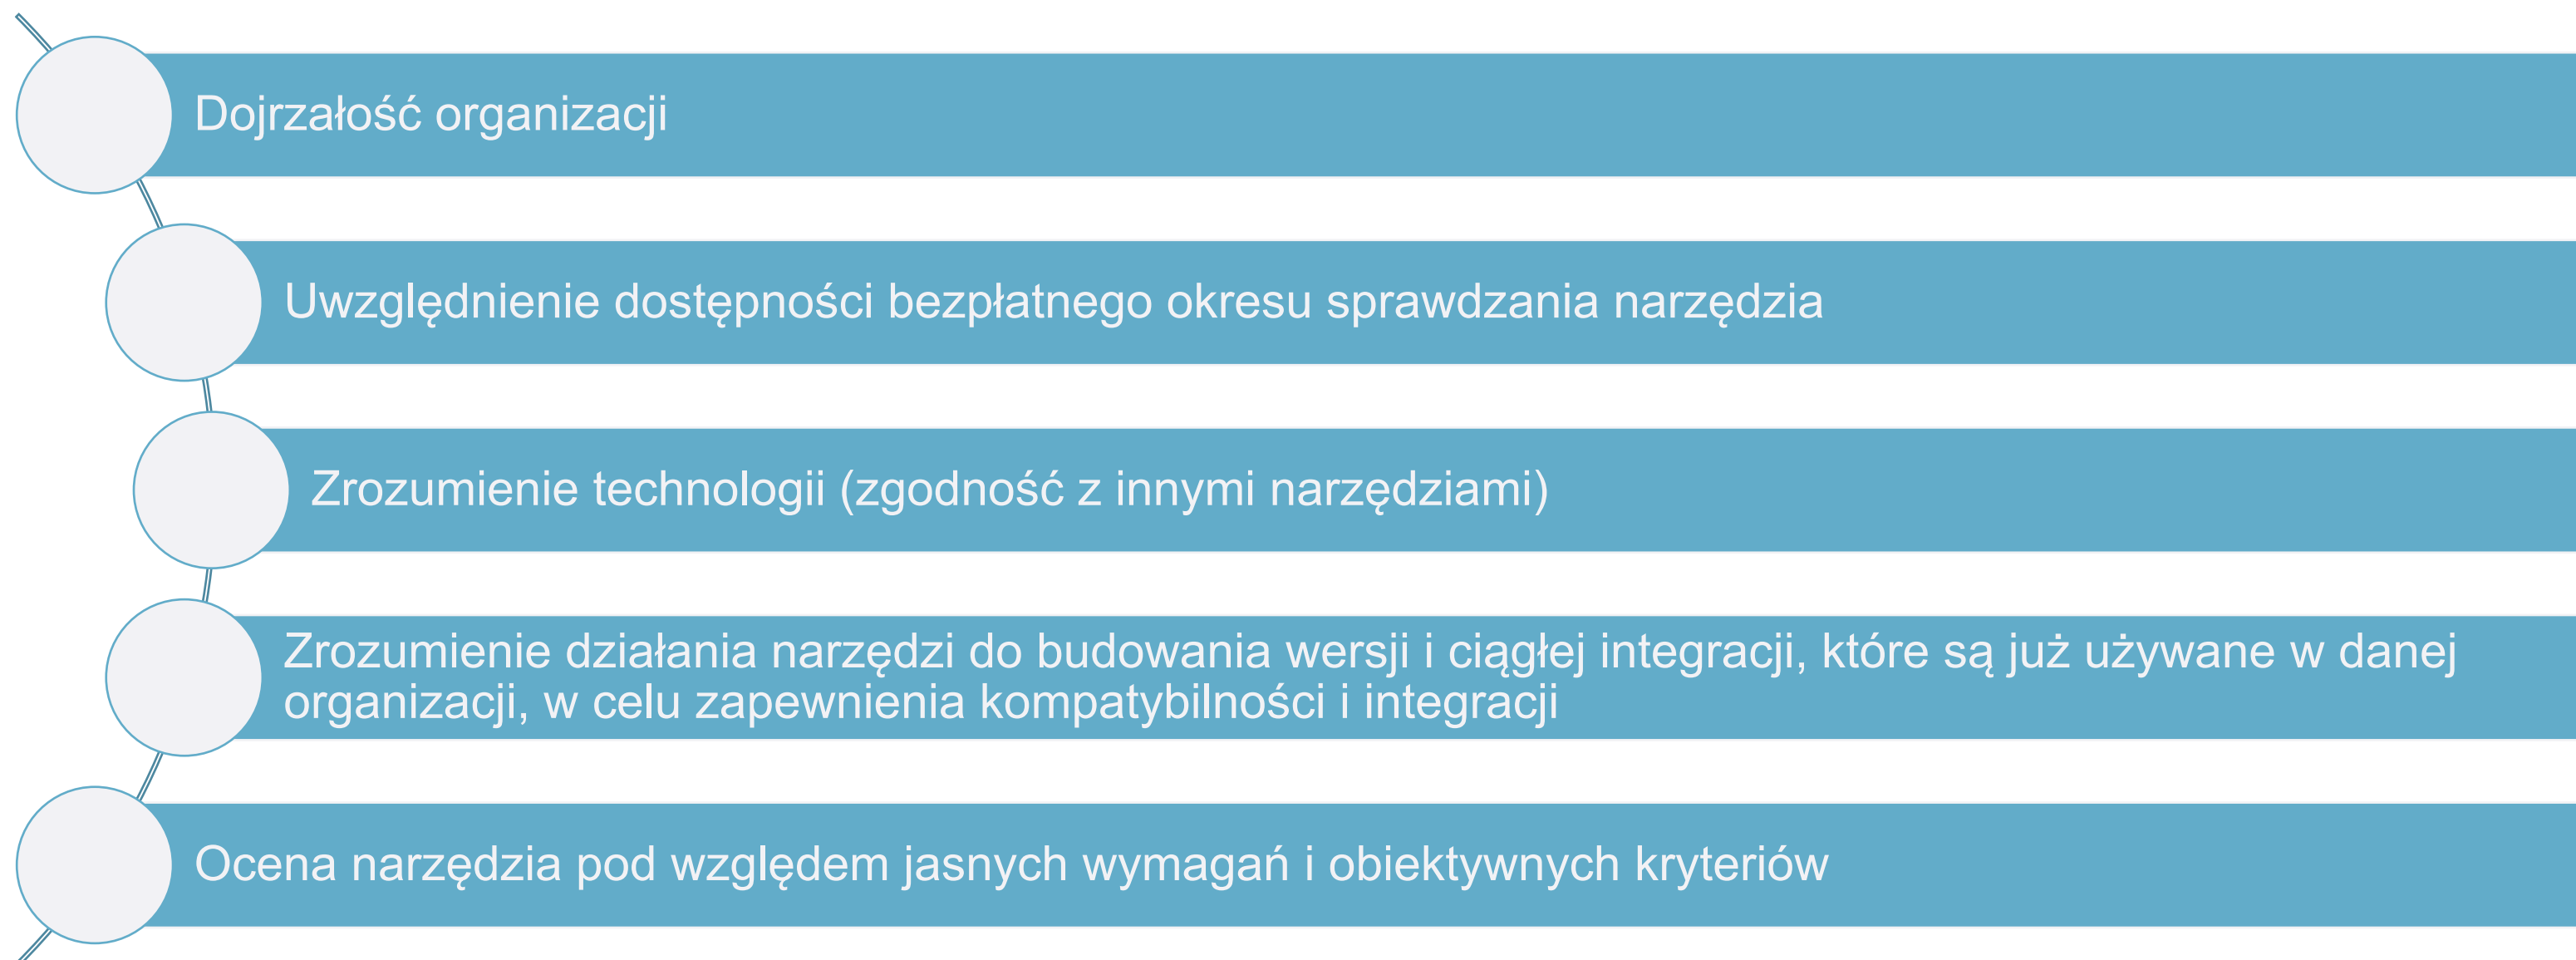 Dojrzałość organizacji
Uwzględnienie dostępności bezpłatnego okresu sprawdzania narzędzia
Zrozumienie technologii (zgodność z innymi narzędziami)
Zrozumienie działania narzędzi do budowania wersji i ciągłej integracji, które są już używane w danej
organizacji, w celu zapewnienia kompatybilności i integracji
Ocena narzędzia pod względem jasnych wymagań i obiektywnych kryteriów